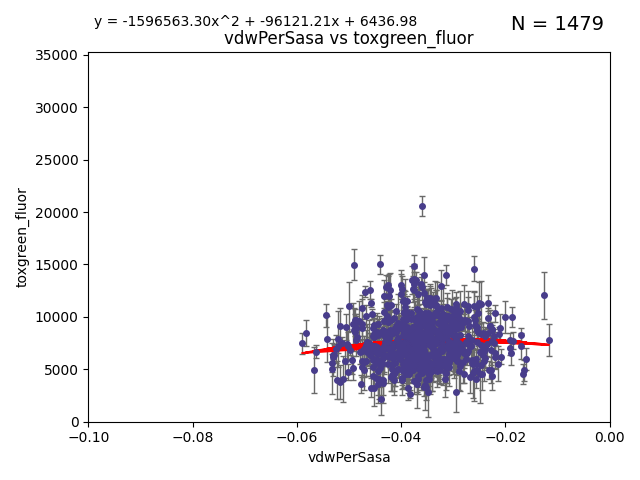 y = -1596563.30x^2 + -96121.21x + 6436.98
N = 1479
vdwPerSasa vs toxgreen_fluor
35000
30000
25000
20000
15000
10000
5000
0
toxgreen_fluor
−0.10 −0.08 −0.06 −0.04 −0.02 0.00
vdwPerSasa